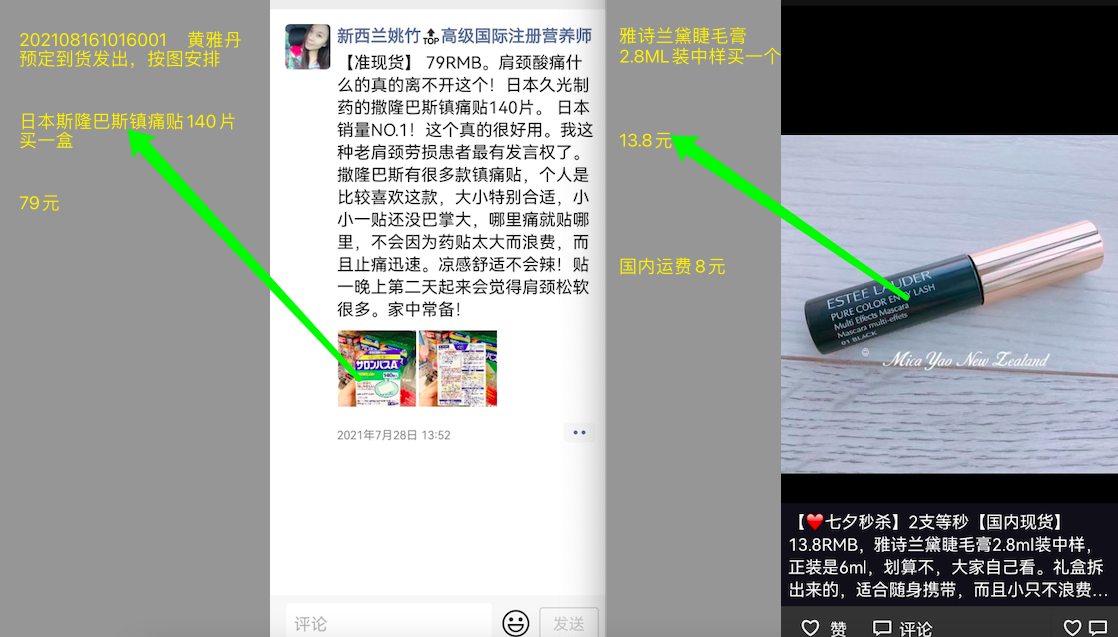 202108161016001 黄雅丹
预定到货发出，按图安排
日本斯隆巴斯镇痛贴140片
买一盒
79元
新西兰姚竹🔝高级国际注册营养师
【准现货】 79RMB。肩颈酸痛什
么的真的离不开这个！日本久光制
药的撒隆巴斯镇痛贴140片。 日本
销量NO.1！这个真的很好用。我这
种老肩颈劳损患者最有发言权了。
撒隆巴斯有很多款镇痛贴，个人是
比较喜欢这款，大小特别合适，小
小一贴还没巴掌大，哪里痛就贴哪
里，不会因为药贴太大而浪费，而
且止痛迅速。凉感舒适不会辣！贴
一晚上第二天起来会觉得肩颈松软
很多。家中常备！
サロンパスA
140
2021年7月28日 13:52
评论
发送
雅诗兰黛睫毛膏
2.8ML装中样买一个
13.8元
国内运费8元
ESTEE LAUDER
PURE COLOR ENVY LASH
Multi Effects Mascara
Mascara multi-effets
01 BLACK
© Mica Yao New Zealand
【❤️七夕秒杀】2支等秒【国内现货】
13.8RMB，雅诗兰黛睫毛膏2.8ml装中样，
正装是6ml，划算不，大家自己看。礼盒拆
出来的，适合随身携带，而且小只不浪费...
赞
评论